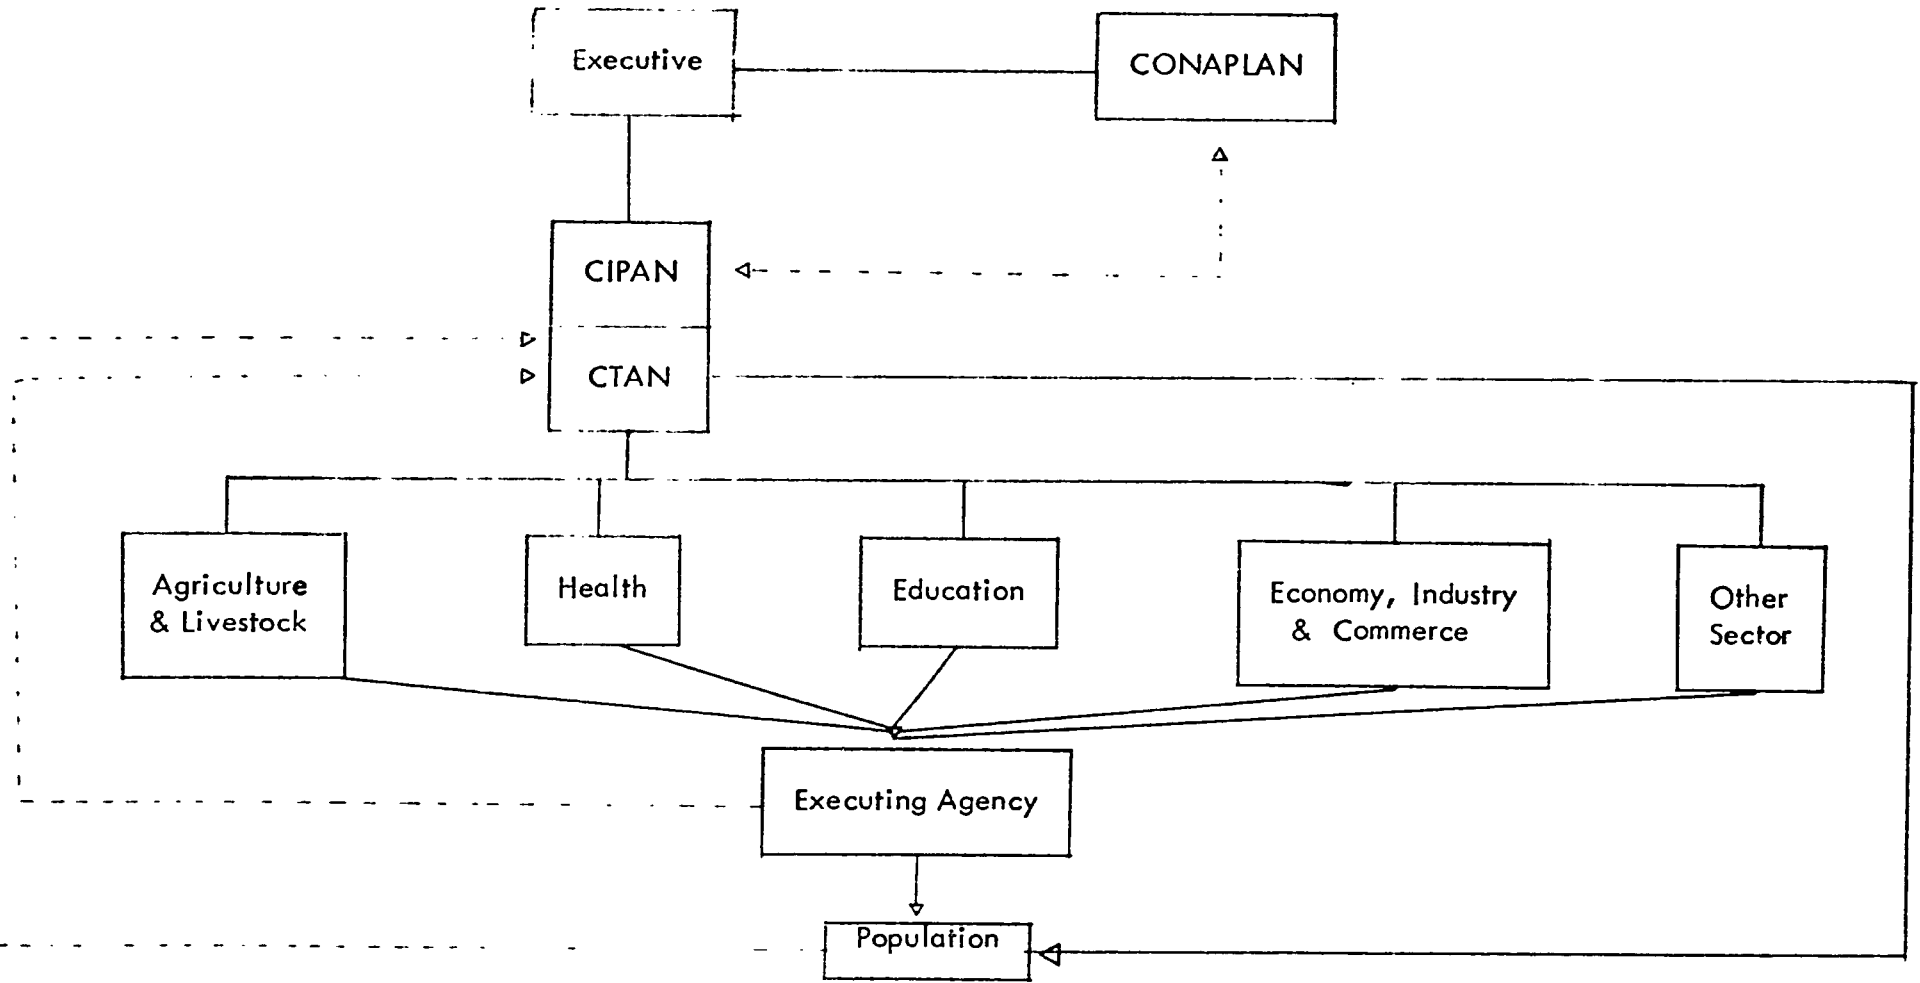 Executive
CONAPLAN
CIPAN
CTAN
Agriculture
& Livestock
Health
Education
Economy, Industry
& Commerce
Other
Sector
Executing Agency
Population